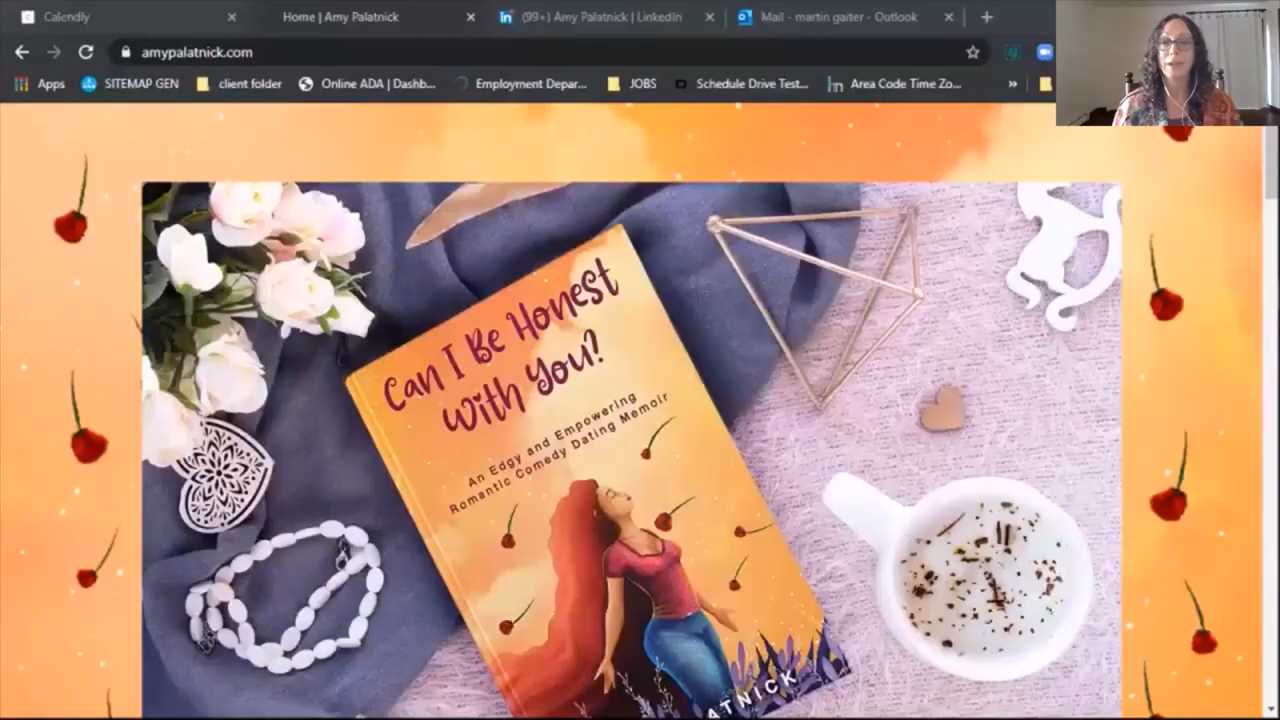 Calendly
Home | Amy Palatnick
(99+) Amy Palatnick | LinkedIn
Mail - martin gaiter - Outlook
amypalatnick.com
Apps
SITEMAP GEN
client folder
Online ADA | Dashb...
Employment Depar...
JOBS
Schedule Drive Test...
Area Code Time Zo...
»
Can I Be Honest
with You?
An Edgy and Empowering
Romantic Comedy Dating Memoir
ATNICK